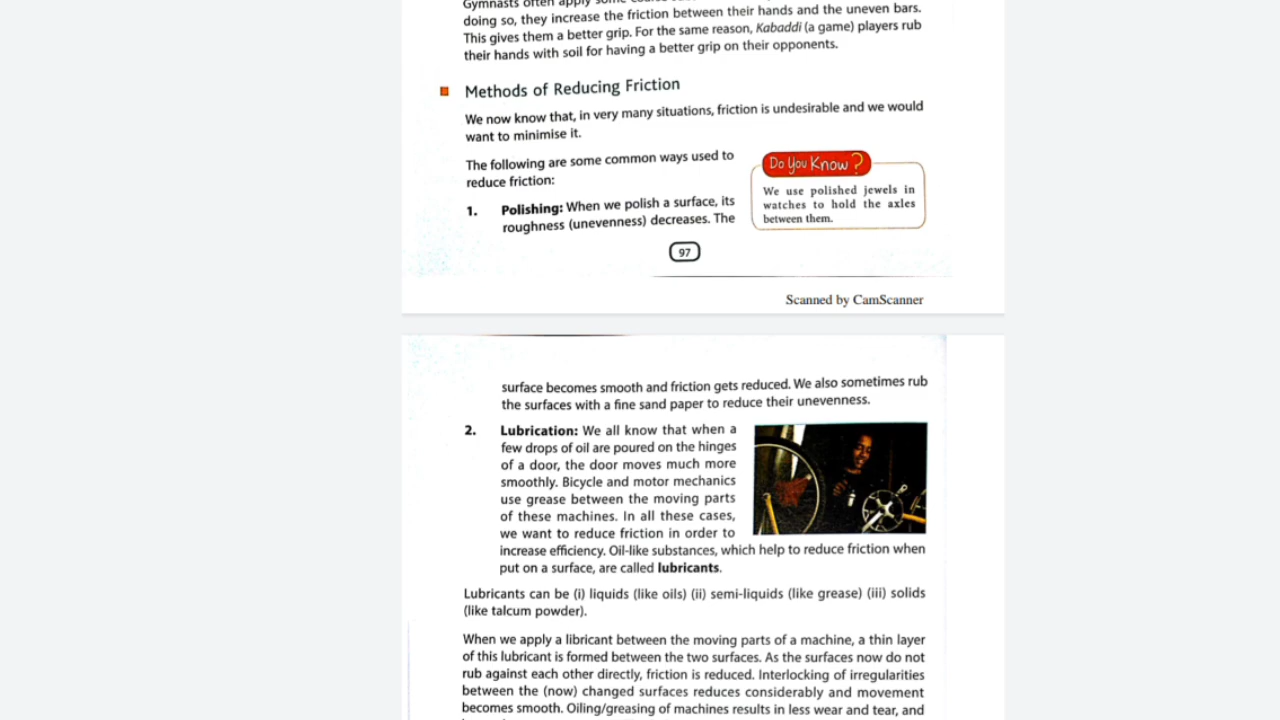 Gymnasts often apply some
doing so, they increase the friction between their hands and the uneven bars.
This gives them a better grip. For the same reason, Kabaddi (a game) players rub
their hands with soil for having a better grip on their opponents.
Methods of Reducing Friction
We now know that, in very many situations, friction is undesirable and we would
want to minimise it.
The following are some common ways used to
reduce friction:
1. Polishing: When we polish a surface, its
roughness (unevenness) decreases. The
Do You Know ?
We use polished jewels in
watches to hold the axles
between them.
97
Scanned by CamScanner
surface becomes smooth and friction gets reduced. We also sometimes rub
the surfaces with a fine sand paper to reduce their unevenness.
2. Lubrication: We all know that when a
few drops of oil are poured on the hinges
of a door, the door moves much more
smoothly. Bicycle and motor mechanics
use grease between the moving parts
of these machines. In all these cases,
we want to reduce friction in order to
increase efficiency. Oil-like substances, which help to reduce friction when
put on a surface, are called lubricants.
Lubricants can be (i) liquids (like oils) (ii) semi-liquids (like grease) (iii) solids
(like talcum powder).
When we apply a libricant between the moving parts of a machine, a thin layer
of this lubricant is formed between the two surfaces. As the surfaces now do not
rub against each other directly, friction is reduced. Interlocking of irregularities
between the (now) changed surfaces reduces considerably and movement
becomes smooth. Oiling/greasing of machines results in less wear and tear, and